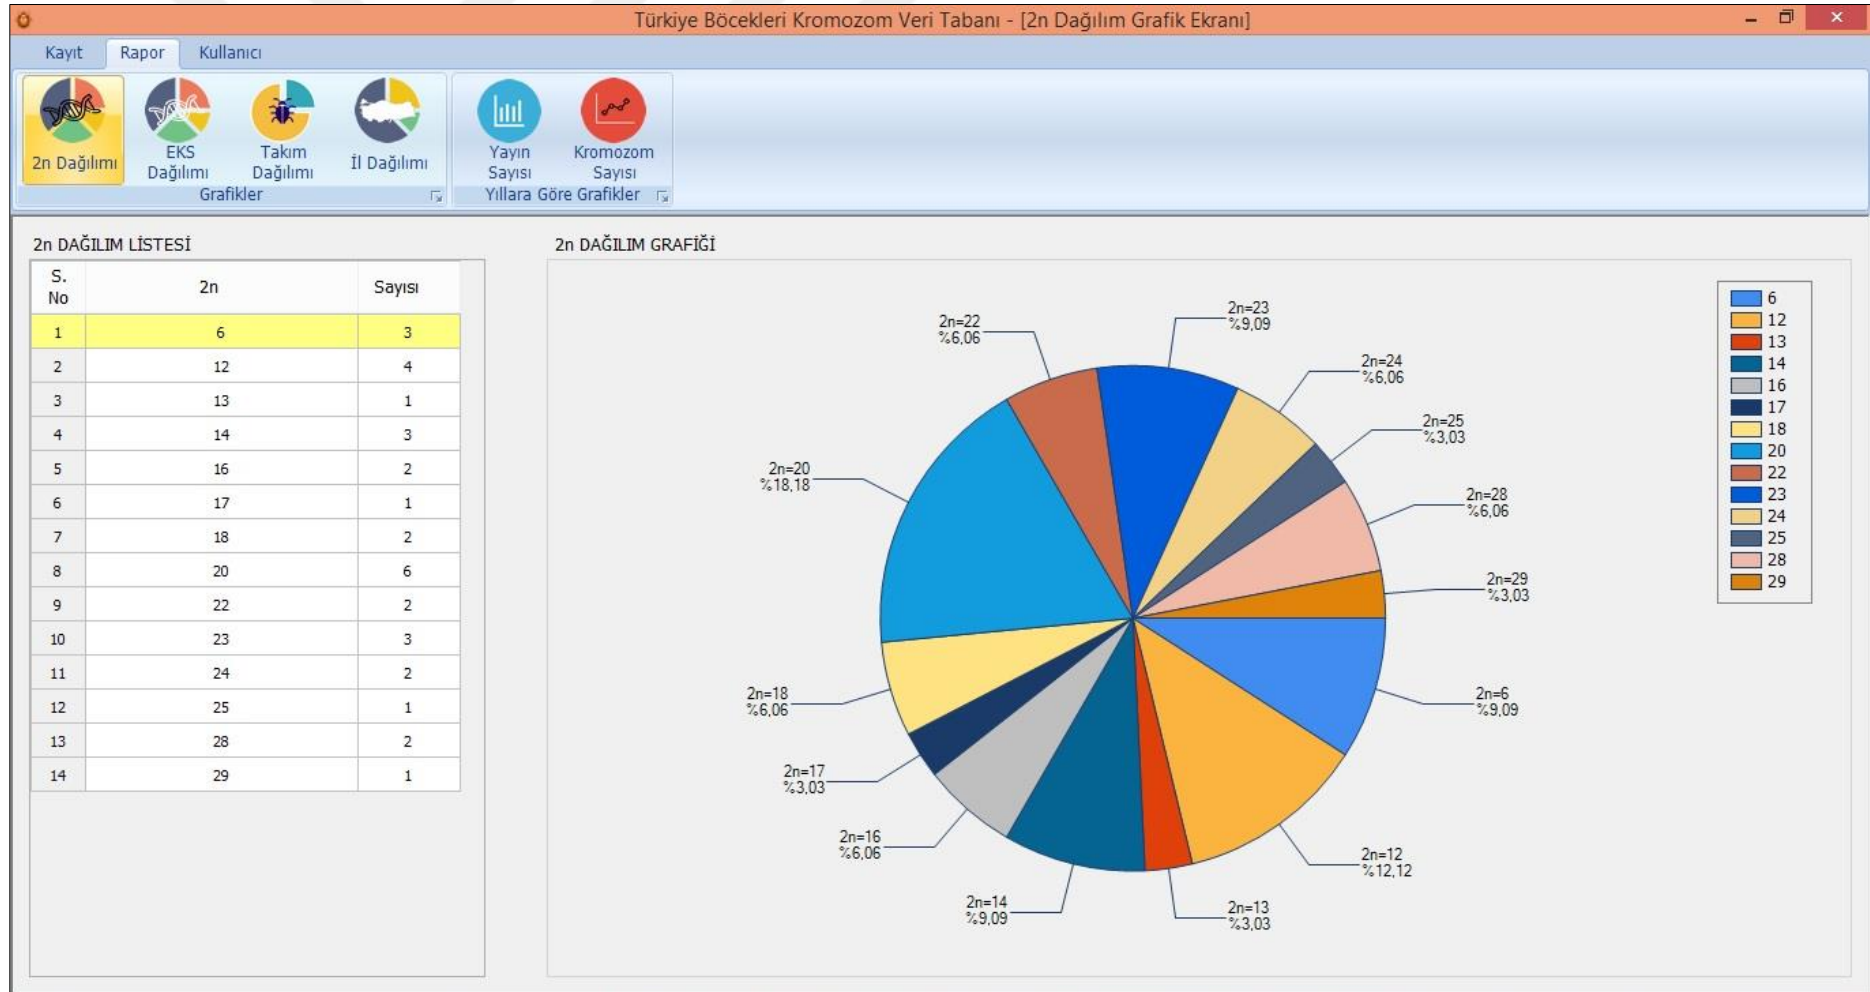 Türkiye Böcekleri Kromozom Veri Tabanı - [2n Dağılım Grafik Ekranı]
Kayıt Rapor Kullanıcı
2n Dağılımı
EKS
Dağılımı
Takım
Dağılımı
İl Dağılımı
Grafikler
Yayın
Sayısı
Kromozom
Sayısı
Yıllara Göre Grafikler
2n DAĞILIM LİSTESİ
S.
No 2n Sayısı
1 6 3
2 12 4
3 13 1
4 14 3
5 16 2
6 17 1
7 18 2
8 20 6
9 22 2
10 23 3
11 24 2
12 25 1
13 28 2
14 29 1
2n DAĞILIM GRAFİĞİ
2n=23
%9,09
2n=22
%6,06
2n=24
%6,06
2n=25
%3,03
2n=20
%18,18
2n=28
%6,06
2n=29
%3,03
2n=18
%6,06
2n=6
%9,09
2n=17
%3,03
2n=16
%6,06
2n=12
%12,12
2n=14
%9,09
2n=13
%3,03
6
12
13
14
16
17
18
20
22
23
24
25
28
29